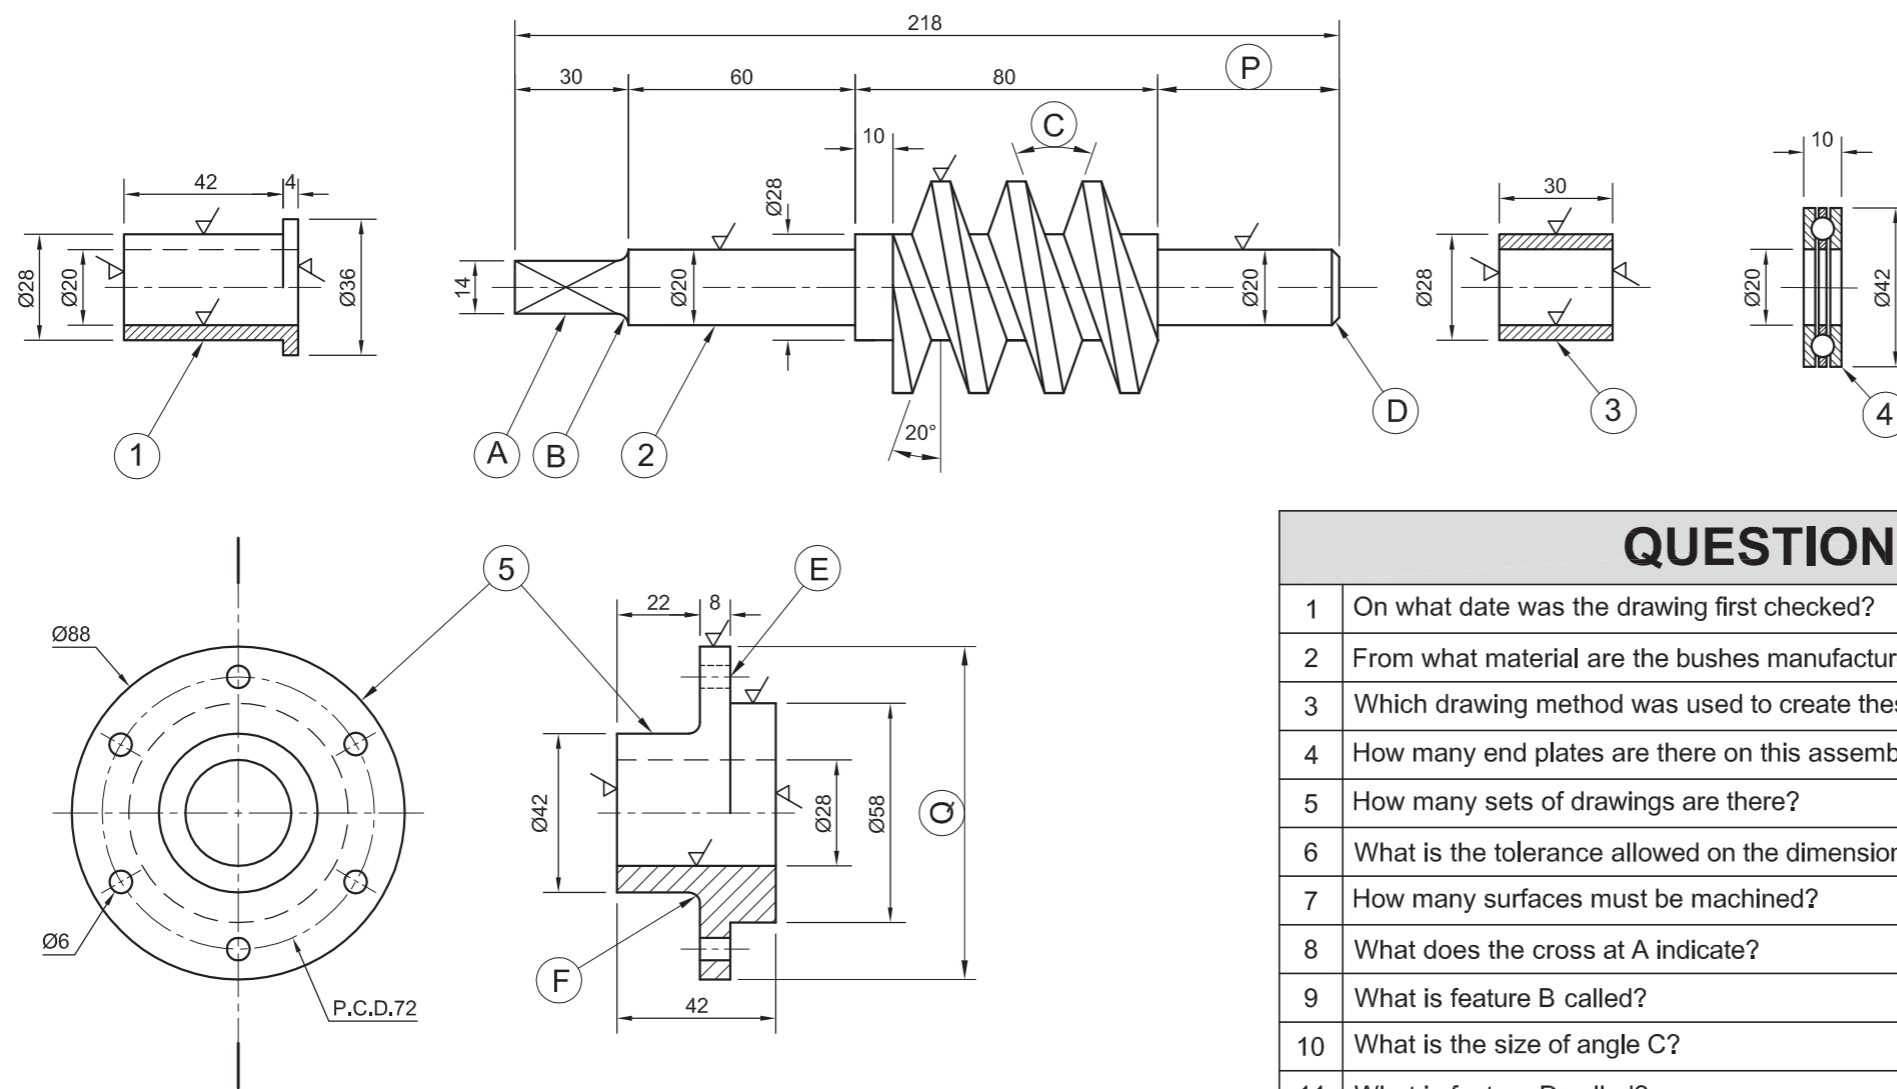 218
30
60
80
P
10
C
Ø28
42
4
Ø28
Ø20
Ø36
14
Ø20
Ø20
20°
1
A
B
2
D
30
Ø28
3
10
Ø20
Ø42
4
5
Ø88
Ø6
P.C.D.72
22
8
E
Ø42
Ø28
Ø58
Q
F
42
QUESTION
1 On what date was the drawing first checked?
2 From what material are the bushes manufactur
3 Which drawing method was used to create thes
4 How many end plates are there on this assemb
5 How many sets of drawings are there?
6 What is the tolerance allowed on the dimension
7 How many surfaces must be machined?
8 What does the cross at A indicate?
9 What is feature B called?
10 What is the size of angle C?